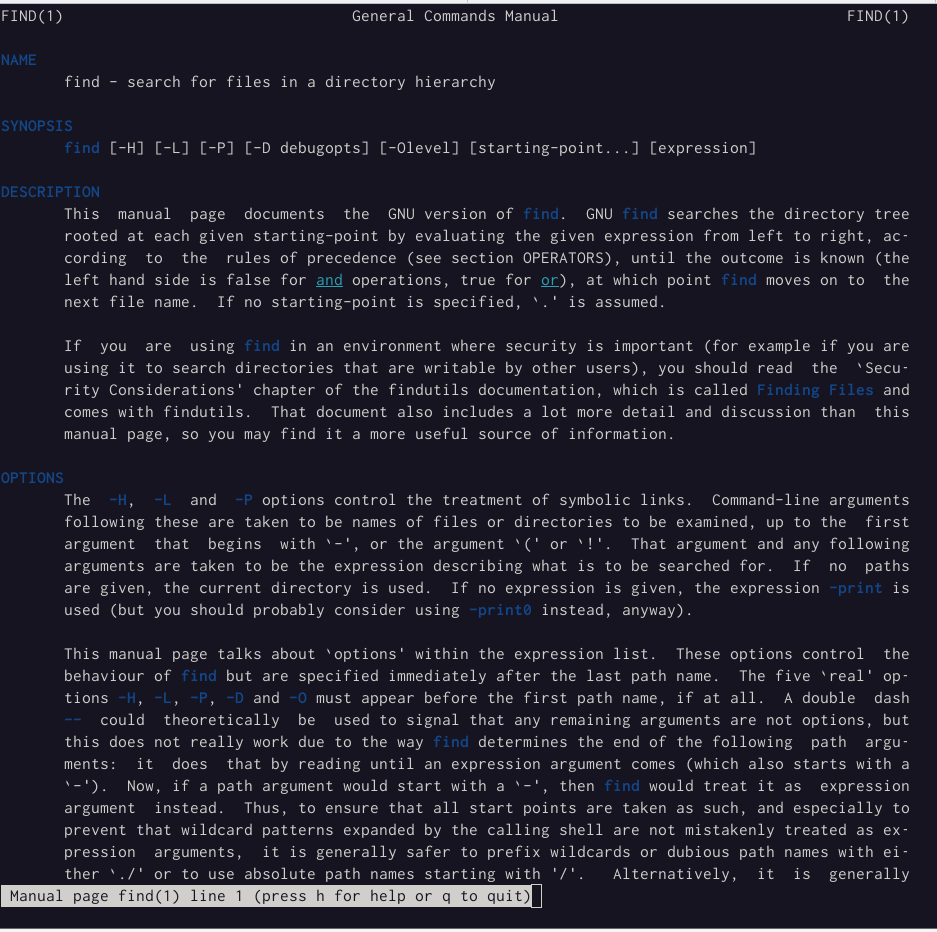 FIND(1) General Commands Manual FIND(1)
NAME
find - search for files in a directory hierarchy
SYNOPSIS
find [-H] [-L] [-P] [-D debugopts] [-Olevel] [starting-point...] [expression]
DESCRIPTION
This manual page documents the GNU version of find. GNU find searches the directory tree
rooted at each given starting-point by evaluating the given expression from left to right, ac-
cording to the rules of precedence (see section OPERATORS), until the outcome is known (the
left hand side is false for and operations, true for or), at which point find moves on to the
next file name. If no starting-point is specified, `.' is assumed.
If you are using find in an environment where security is important (for example if you are
using it to search directories that are writable by other users), you should read the `Secu-
rity Considerations' chapter of the findutils documentation, which is called Finding Files and
comes with findutils. That document also includes a lot more detail and discussion than this
manual page, so you may find it a more useful source of information.
OPTIONS
The -H, -L and -P options control the treatment of symbolic links. Command-line arguments
following these are taken to be names of files or directories to be examined, up to the first
argument that begins with `-', or the argument `(' or `!'. That argument and any following
arguments are taken to be the expression describing what is to be searched for. If no paths
are given, the current directory is used. If no expression is given, the expression -print is
used (but you should probably consider using -print0 instead, anyway).
This manual page talks about `options' within the expression list. These options control the
behaviour of find but are specified immediately after the last path name. The five `real' op-
tions -H, -L, -P, -D and -O must appear before the first path name, if at all. A double dash
-- could theoretically be used to signal that any remaining arguments are not options, but
this does not really work due to the way find determines the end of the following path argu-
ments: it does that by reading until an expression argument comes (which also starts with a
`-'). Now, if a path argument would start with a `-', then find would treat it as expression
argument instead. Thus, to ensure that all start points are taken as such, and especially to
prevent that wildcard patterns expanded by the calling shell are not mistakenly treated as ex-
pression arguments, it is generally safer to prefix wildcards or dubious path names with ei-
ther `./' or to use absolute path names starting with '/'. Alternatively, it is generally
Manual page find(1) line 1 (press h for help or q to quit)